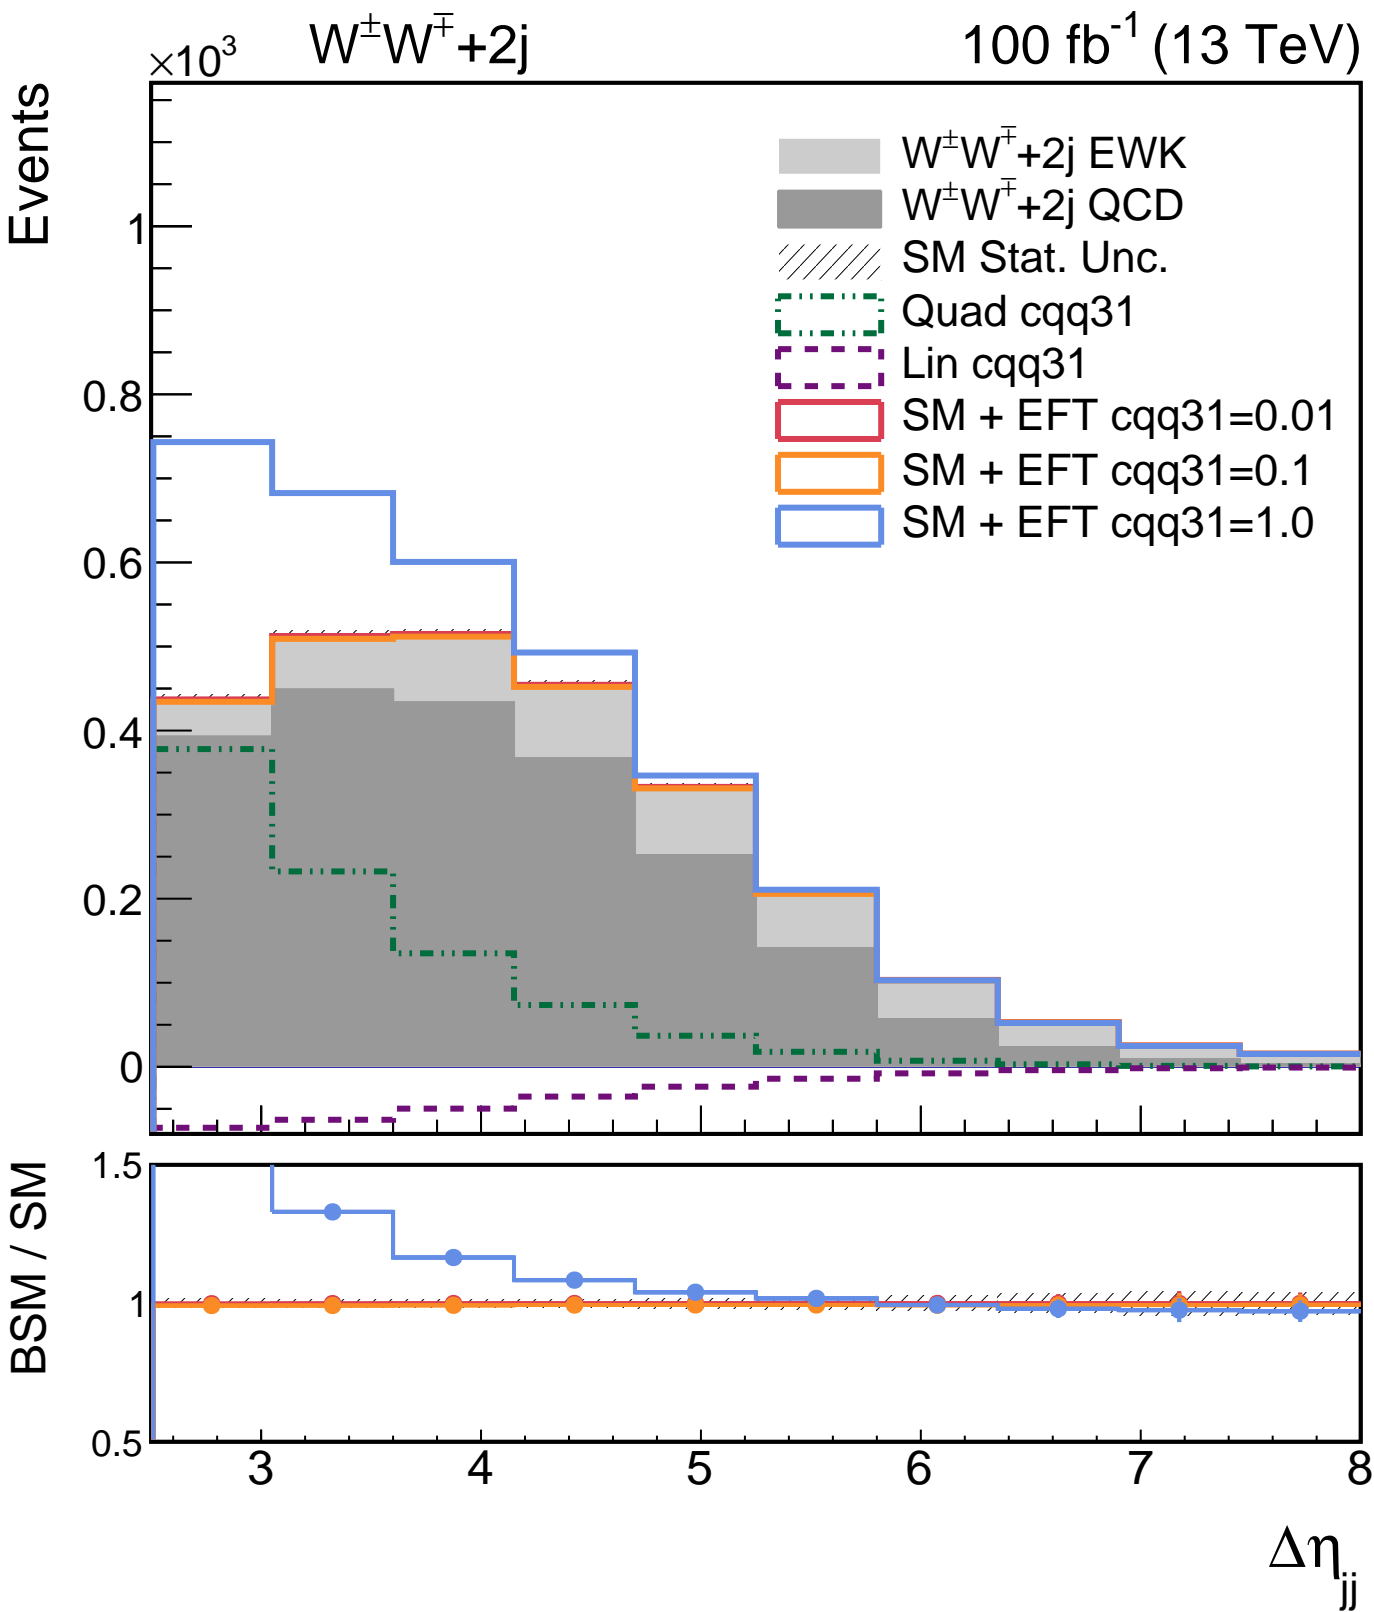 W±W∓+2j 100 fb-1 (13 TeV)
×10³
Events
W±W∓+2j EWK
W±W∓+2j QCD
SM Stat. Unc.
Quad cqq31
Lin cqq31
SM + EFT cqq31=0.01
SM + EFT cqq31=0.1
SM + EFT cqq31=1.0
1
0.8
0.6
0.4
0.2
0
BSM / SM
1.5
1
0.5
3 4 5 6 7 8
Δηjj